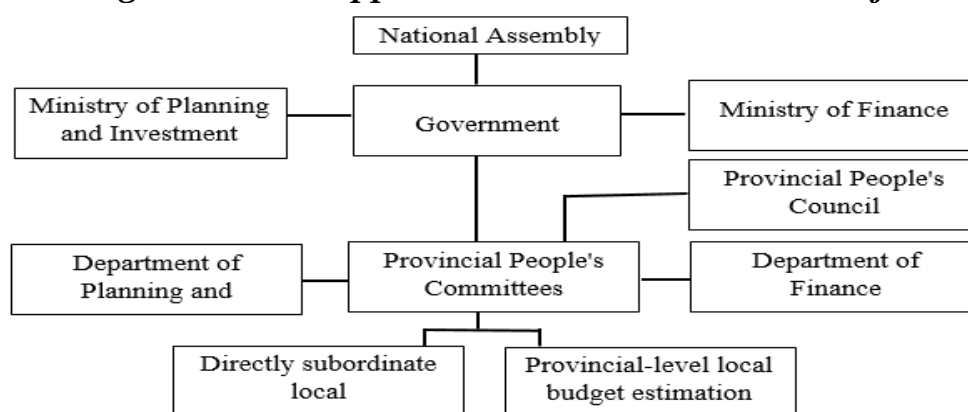 National Assembly
Ministry of Planning
and Investment
Government
Ministry of Finance
Provincial People's
Council
Department of
Planning and
Provincial People's
Committees
Department of
Finance
Directly subordinate
local
Provincial-level local
budget estimation